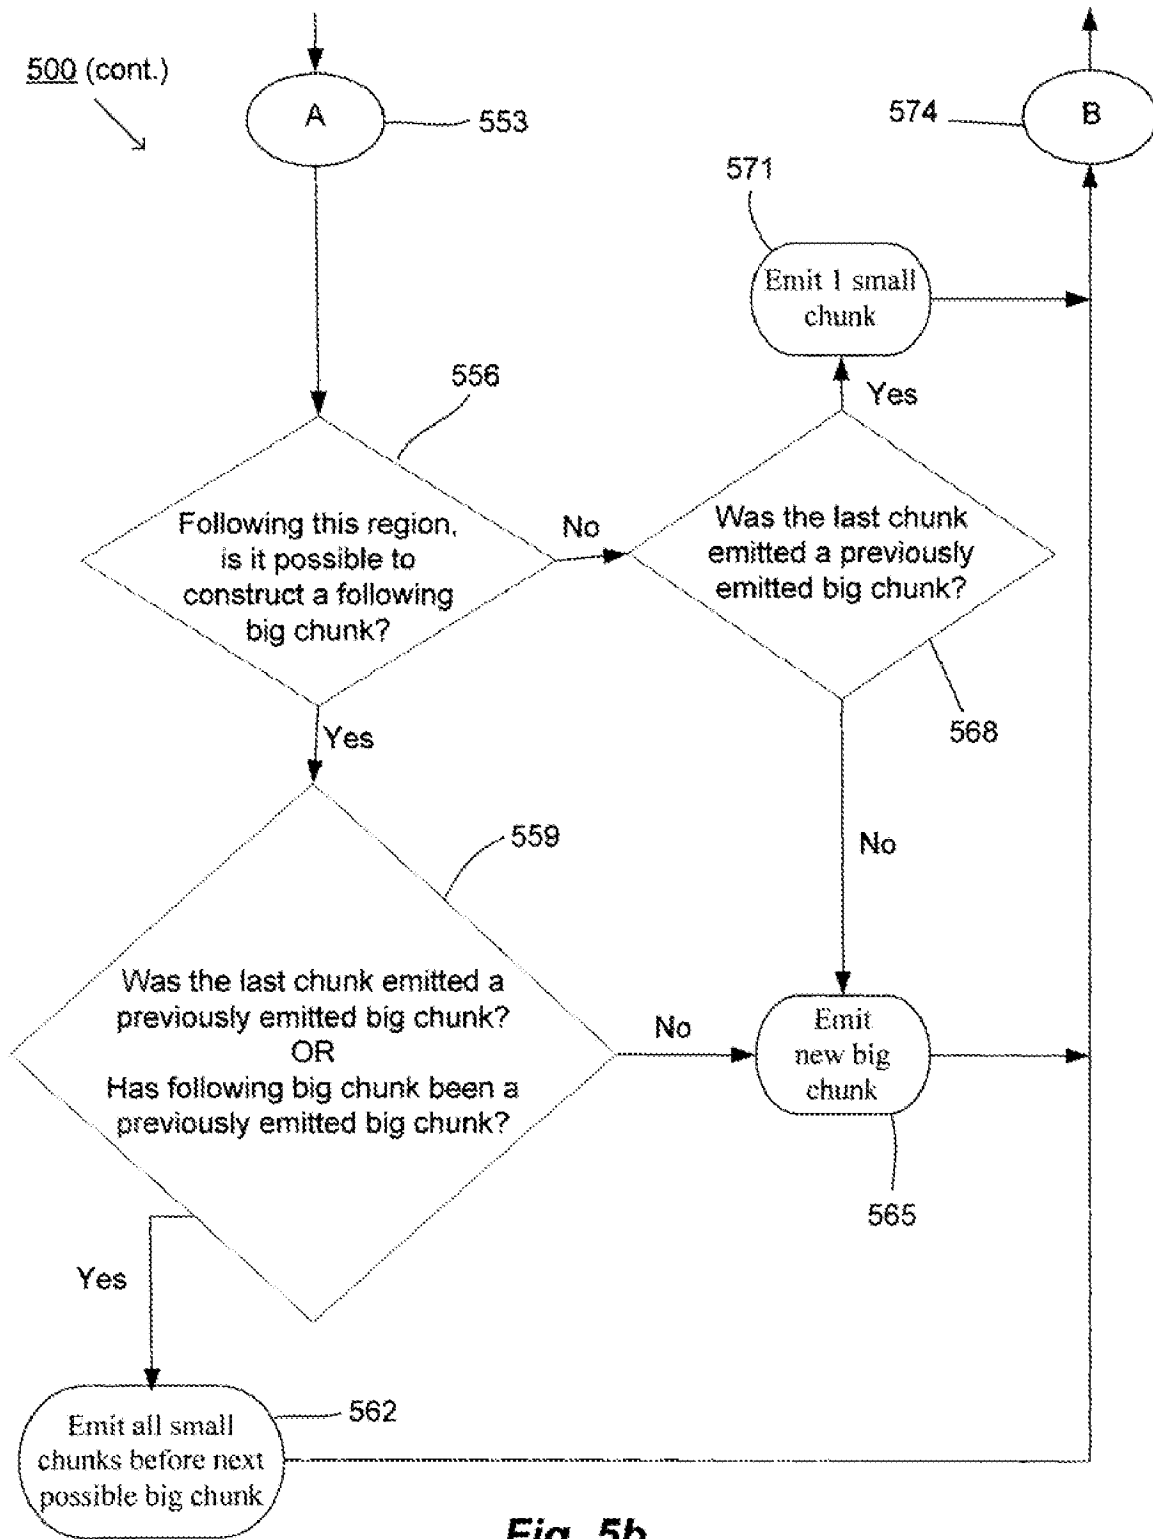 500 (cont.)
A
553
574
B
571
Emit 1 small
chunk
556
Yes
Following this region,
is it possible to
construct a following
big chunk?
No
Was the last chunk
emitted a previously
emitted big chunk?
568
Yes
No
559
Was the last chunk emitted a
previously emitted big chunk?
OR
Has following big chunk been a
previously emitted big chunk?
No
Emit
new big
chunk
565
Yes
562
Emit all small
chunks before next
possible big chunk
Fig. 5b